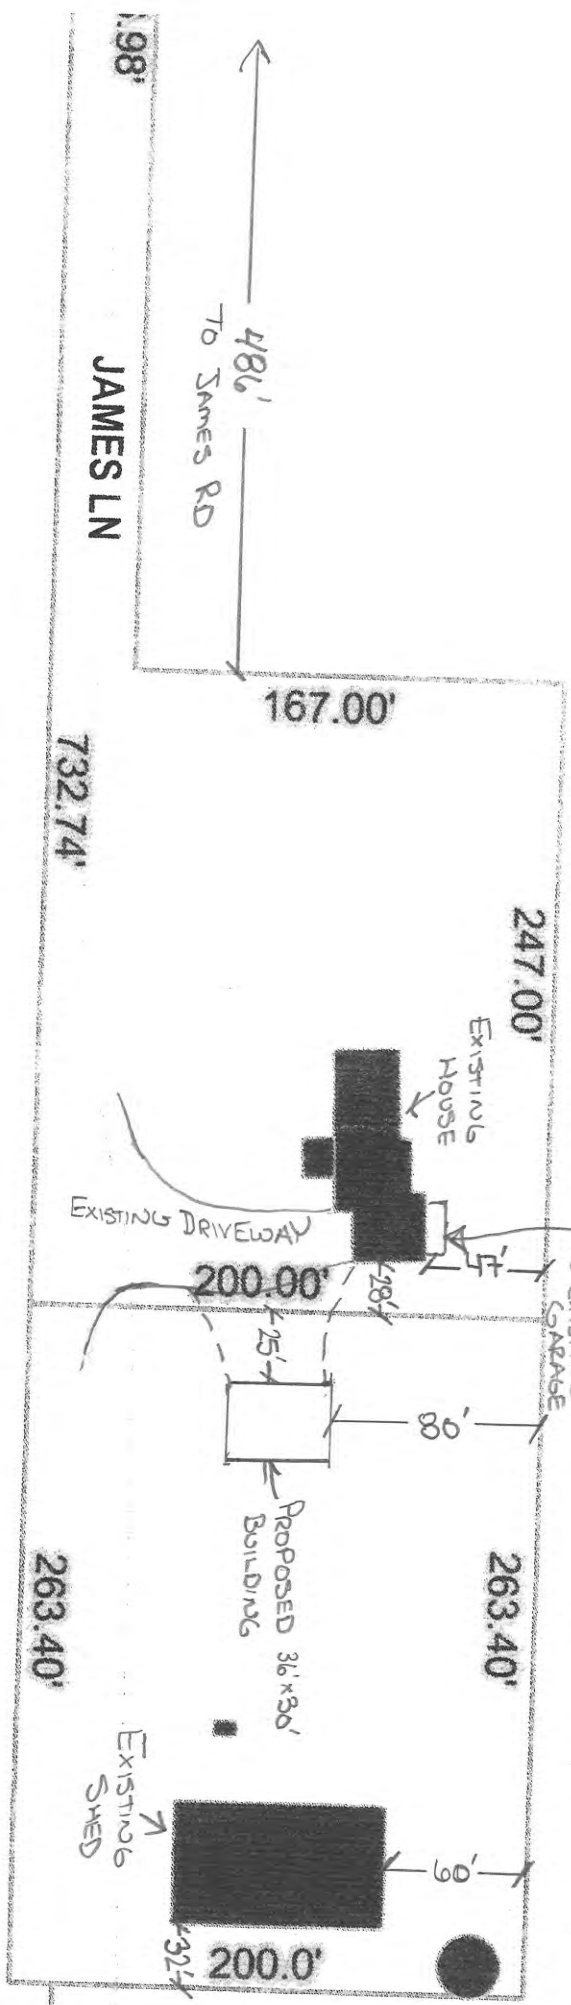 .98'
486'
TO JAMES RD
JAMES LN
167.00'
732.74'
247.00'
EXISTING
HOUSE
EXISTING DRIVEWAY
47'
GARAGE
200.00'
28'
25'
80'
PROPOSED 36'x30'
BUILDING
263.40'
263.40'
EXISTING
SHED
60'
32'
200.0'